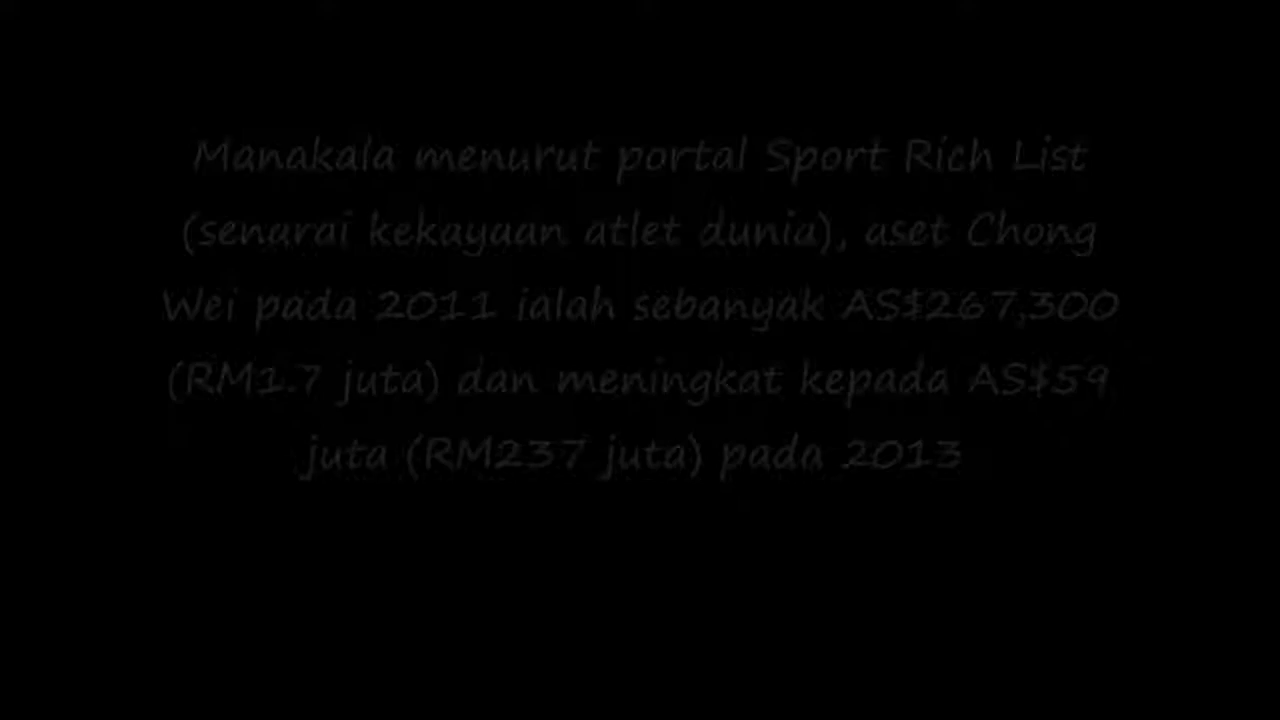 Manakala menurut portal Sport Rich List
(senarai kekayaan atlet dunia), aset Chong
Wei pada 2011 ialah sebanyak AS$267,300
(RM1.7 juta) dan meningkat kepada AS$59
juta (RM237 juta) pada 2013